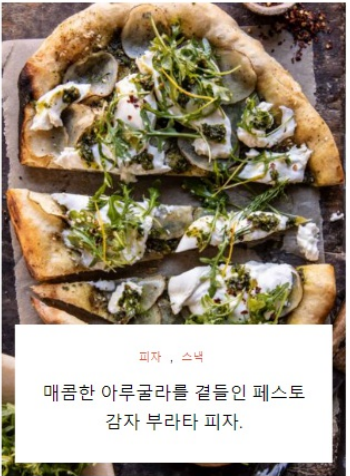 피자 , 스낵
매콤한 아루굴라를 곁들인 페스토
감자 부라타 피자.